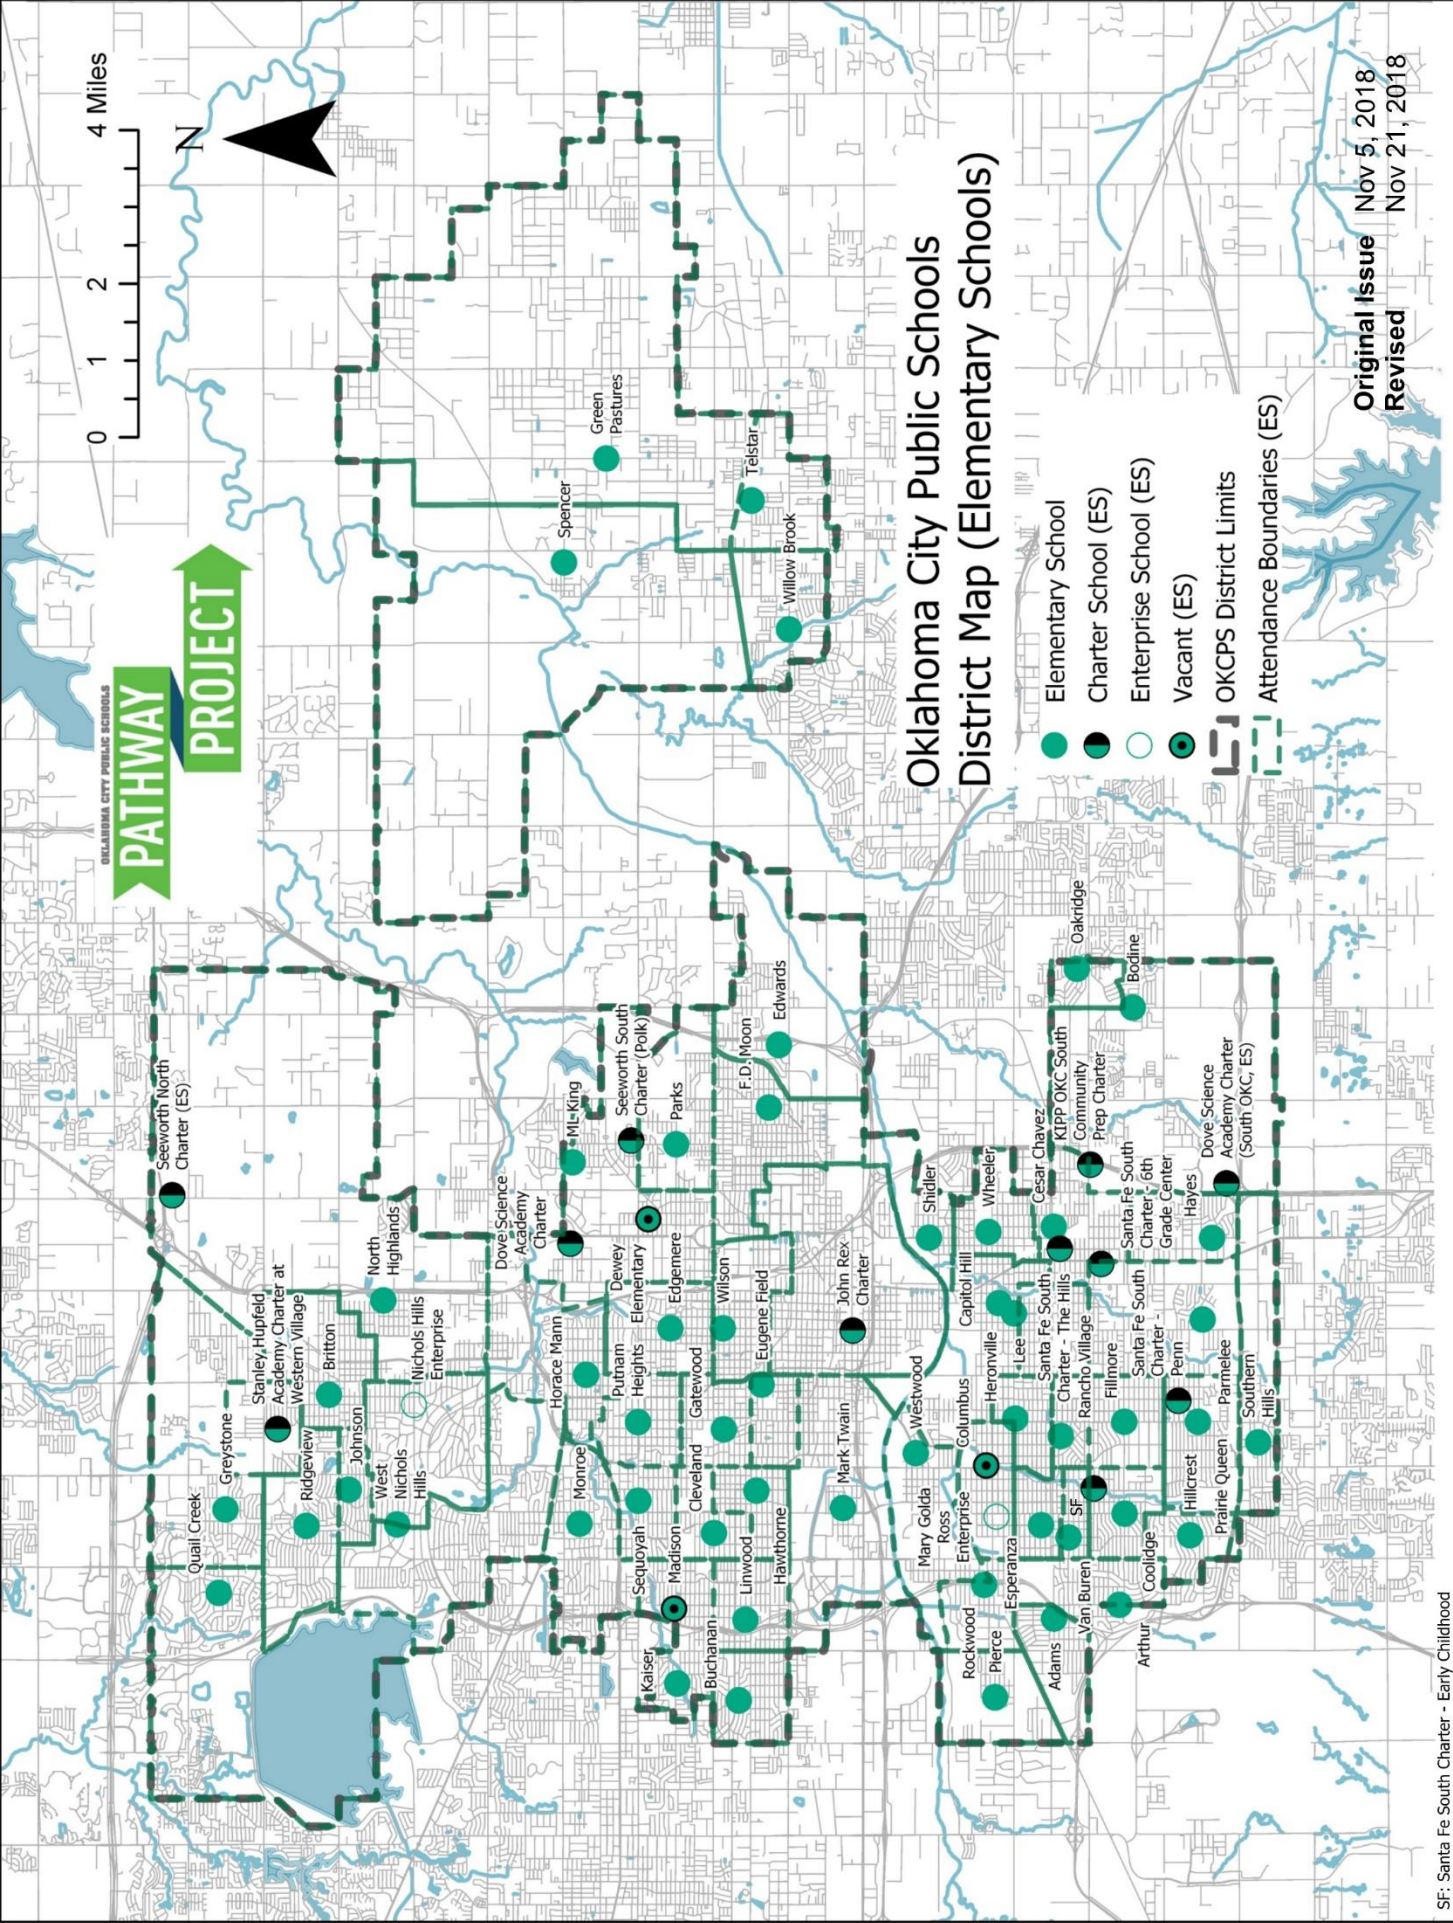 OKLAHOMA CITY PUBLIC SCHOOLS
PATHWAY
PROJECT
N
0 1 2 4 Miles
Seeworth North
Charter (ES)
Quail Creek
Greystone
Stanley Hupfeld
Academy Charter at
Western Village
Ridgeview
Britton
Johnson
North
Highlands
West
Nichols
Hills
Nichols Hills
Enterprise
Dove Science
Academy
Charter
ML King
Seeworth South
Charter (Polk)
Parks
Horace Mann
Monroe
Putnam
Heights
Dewey
Elementary
Edgemere
Sequoyah
Madison
Cleveland
Gatewood
Wilson
Kaiser
Buchanan
Linwood
Hawthorne
Eugene Field
F.D. Moon
Edwards
Mark Twain
John Rex
Charter
Spencer
Green
Pastures
Telstar
Willow Brook
Westwood
Shidler
Mary Golda
Ross
Enterprise
Columbus
Capitol Hill
Wheeler
Heronville
Lee
Rockwood
Pierce
Esperanza
Santa Fe South
Charter - The Hills
Cesar Chavez
KIPP OKC South
Community
Prep Charter
Oakridge
Bodine
Adams
Van Buren
SF
Rancho Village
Fillmore
Santa Fe South
Charter - 6th
Grade Center
Arthur
Coolidge
Santa Fe South
Charter -
Penn
Hayes
Hillcrest
Prairie Queen
Parmelee
Southern
Hills
Dove Science
Academy Charter
(South OKC, ES)
Oklahoma City Public Schools
District Map (Elementary Schools)
Elementary School
Charter School (ES)
Enterprise School (ES)
Vacant (ES)
OKCPS District Limits
Attendance Boundaries (ES)
Original Issue Nov 5, 2018
Revised Nov 21, 2018
SF: Santa Fe South Charter - Early Childhood